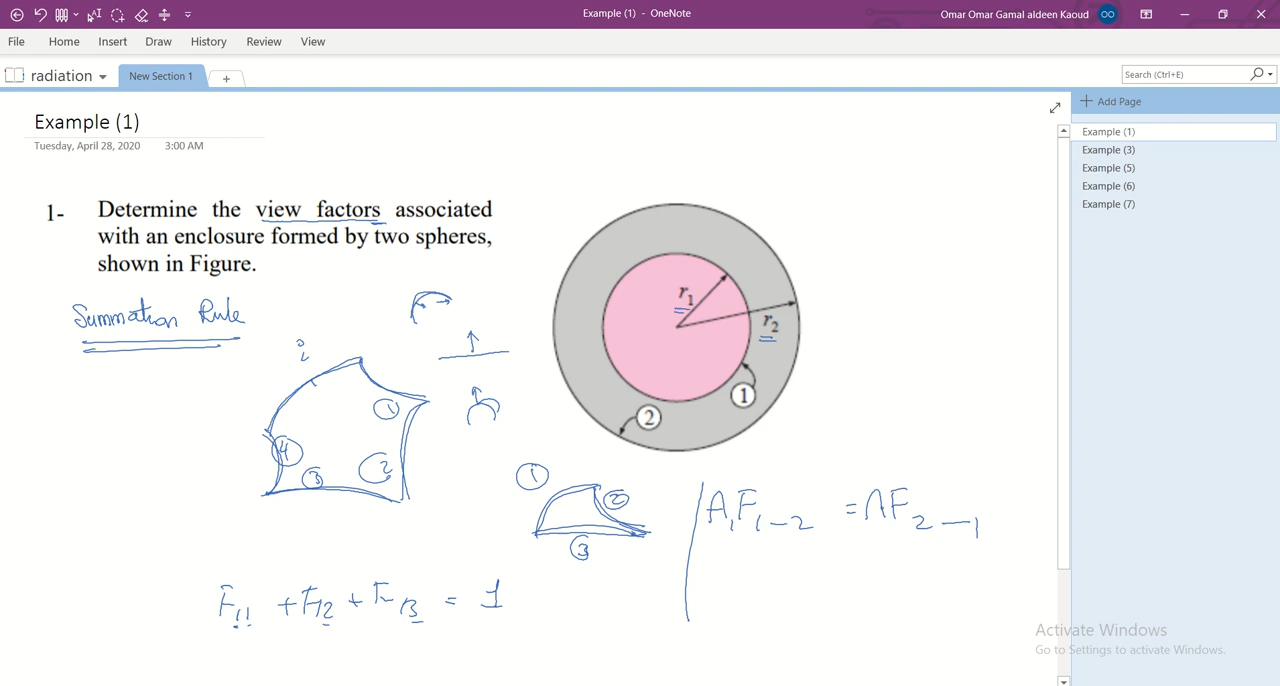 Example (1) - OneNote
Omar Omar Gamal aldeen Kaoud OO
File Home Insert Draw History Review View
radiation New Section 1 +
Search (Ctrl+E)
Add Page
Example (1)
Example (3)
Example (5)
Example (6)
Example (7)
Example (1)
Tuesday, April 28, 2020 3:00 AM
1- Determine the view factors associated
with an enclosure formed by two spheres,
shown in Figure.
r1
r2
1
2
Summation Rule
1
4
3
2
1
2
3
A1F1-2 = AF2-1
F11 + F12 + F13 = 1
Activate Windows
Go to Settings to activate Windows.